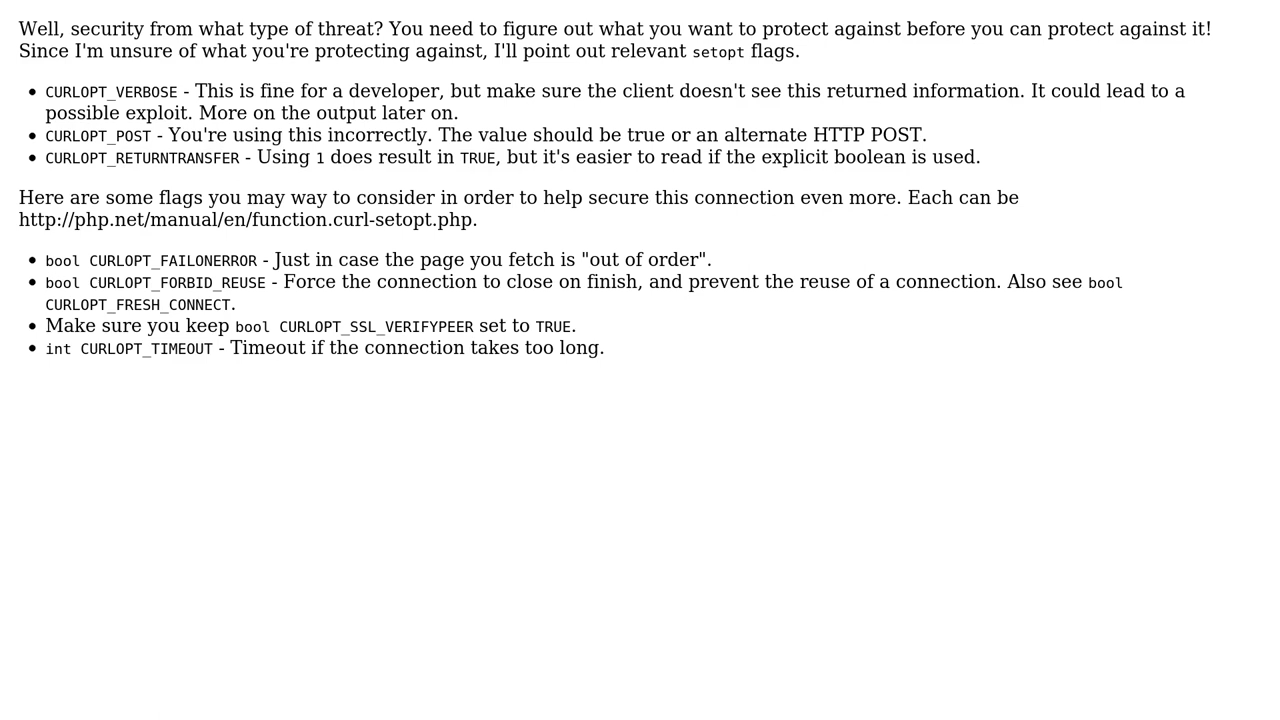 Well, security from what type of threat? You need to figure out what you want to protect against before you can protect against it!
Since I'm unsure of what you're protecting against, I'll point out relevant setopt flags.
• CURLOPT_VERBOSE - This is fine for a developer, but make sure the client doesn't see this returned information. It could lead to a
possible exploit. More on the output later on.
• CURLOPT_POST - You're using this incorrectly. The value should be true or an alternate HTTP POST.
• CURLOPT_RETURNTRANSFER - Using 1 does result in TRUE, but it's easier to read if the explicit boolean is used.
Here are some flags you may way to consider in order to help secure this connection even more. Each can be
http://php.net/manual/en/function.curl-setopt.php.
• bool CURLOPT_FAILONERROR - Just in case the page you fetch is "out of order".
• bool CURLOPT_FORBID_REUSE - Force the connection to close on finish, and prevent the reuse of a connection. Also see bool
CURLOPT_FRESH_CONNECT.
• Make sure you keep bool CURLOPT_SSL_VERIFYPEER set to TRUE.
• int CURLOPT_TIMEOUT - Timeout if the connection takes too long.